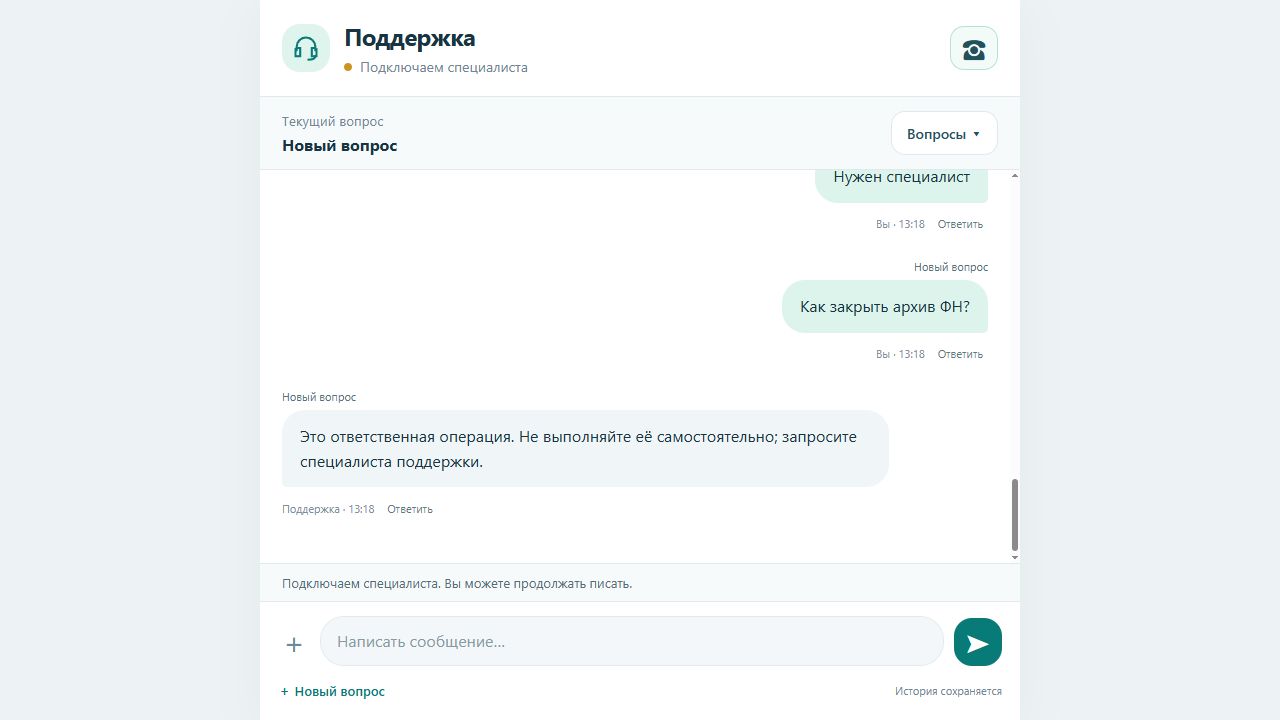 Поддержка
Подключаем специалиста
Текущий вопрос
Новый вопрос
Вопросы
Нужен специалист
Вы · 13:18 Ответить
Новый вопрос
Как закрыть архив ФН?
Вы · 13:18 Ответить
Новый вопрос
Это ответственная операция. Не выполняйте её самостоятельно; запросите
специалиста поддержки.
Поддержка · 13:18 Ответить
Подключаем специалиста. Вы можете продолжать писать.
Написать сообщение...
+ Новый вопрос
История сохраняется